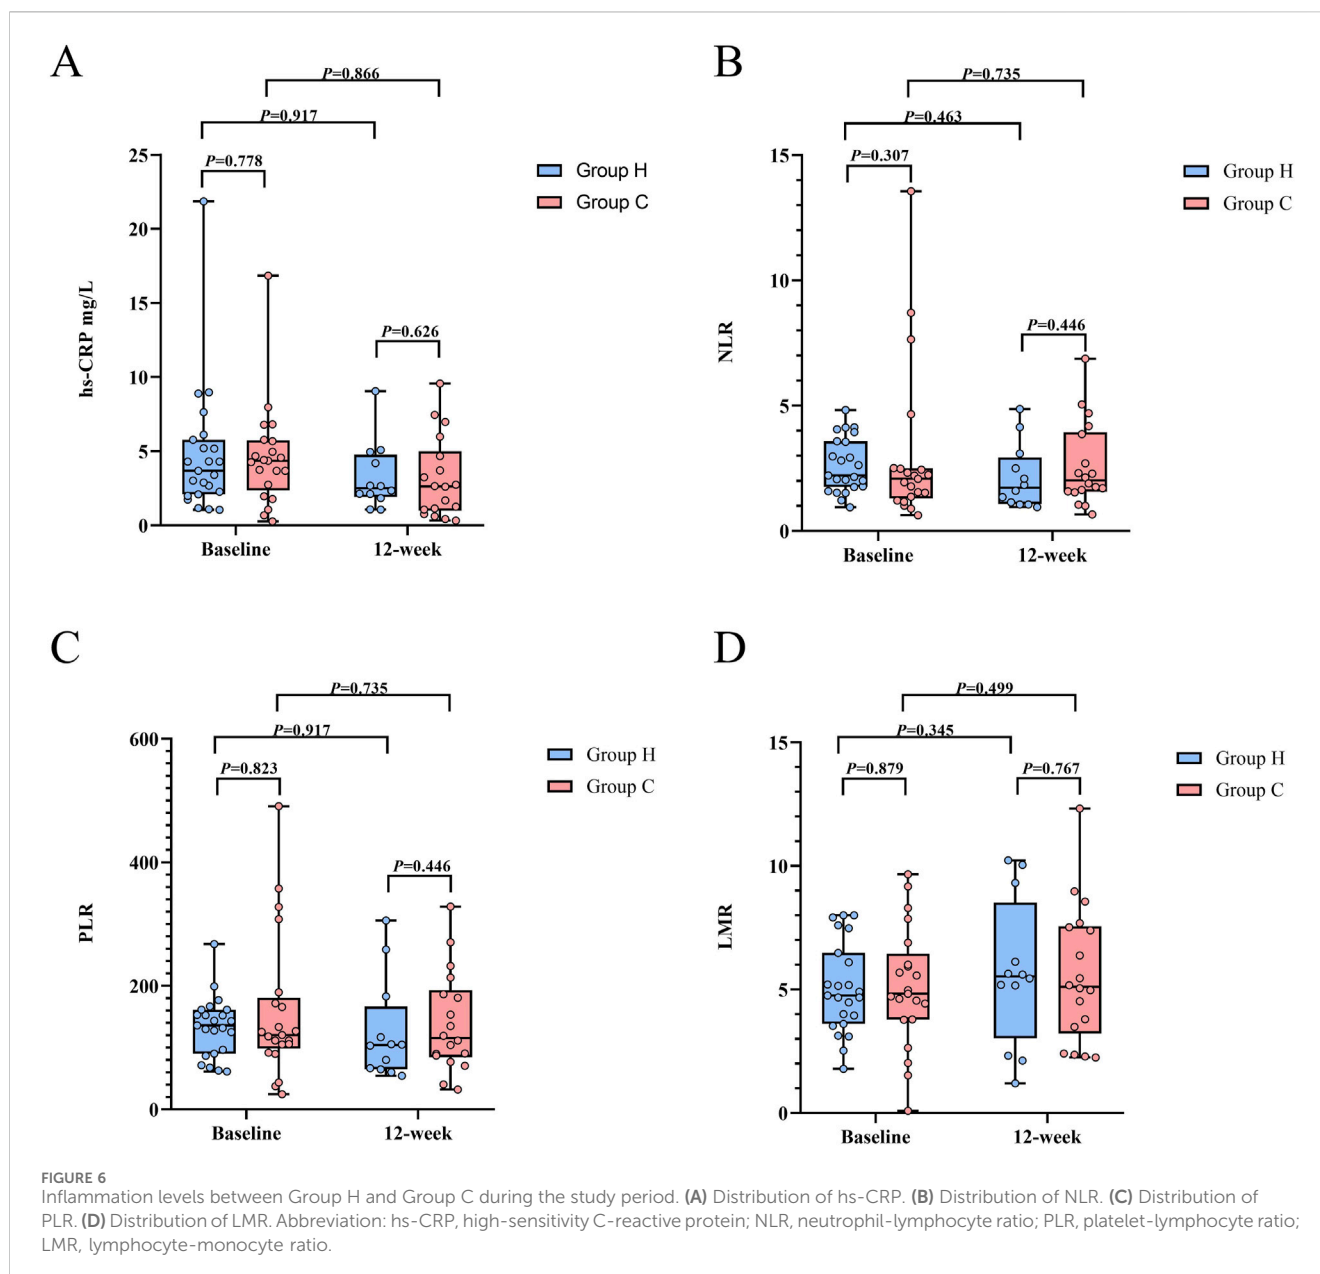 A
P=0.866
P=0.917
P=0.778
P=0.626
25
20
15
10
5
0
hs-CRP mg/L
Baseline
12-week
Group H
Group C
B
P=0.735
P=0.463
P=0.307
P=0.446
15
10
5
0
NLR
Baseline
12-week
Group H
Group C
C
P=0.735
P=0.917
P=0.823
P=0.446
600
400
200
0
PLR
Baseline
12-week
Group H
Group C
D
P=0.499
P=0.345
P=0.879
P=0.767
15
10
5
0
LMR
Baseline
12-week
Group H
Group C
FIGURE 6
Inflammation levels between Group H and Group C during the study period. (A) Distribution of hs-CRP. (B) Distribution of NLR. (C) Distribution of
PLR. (D) Distribution of LMR. Abbreviation: hs-CRP, high-sensitivity C-reactive protein; NLR, neutrophil-lymphocyte ratio; PLR, platelet-lymphocyte ratio;
LMR, lymphocyte-monocyte ratio.